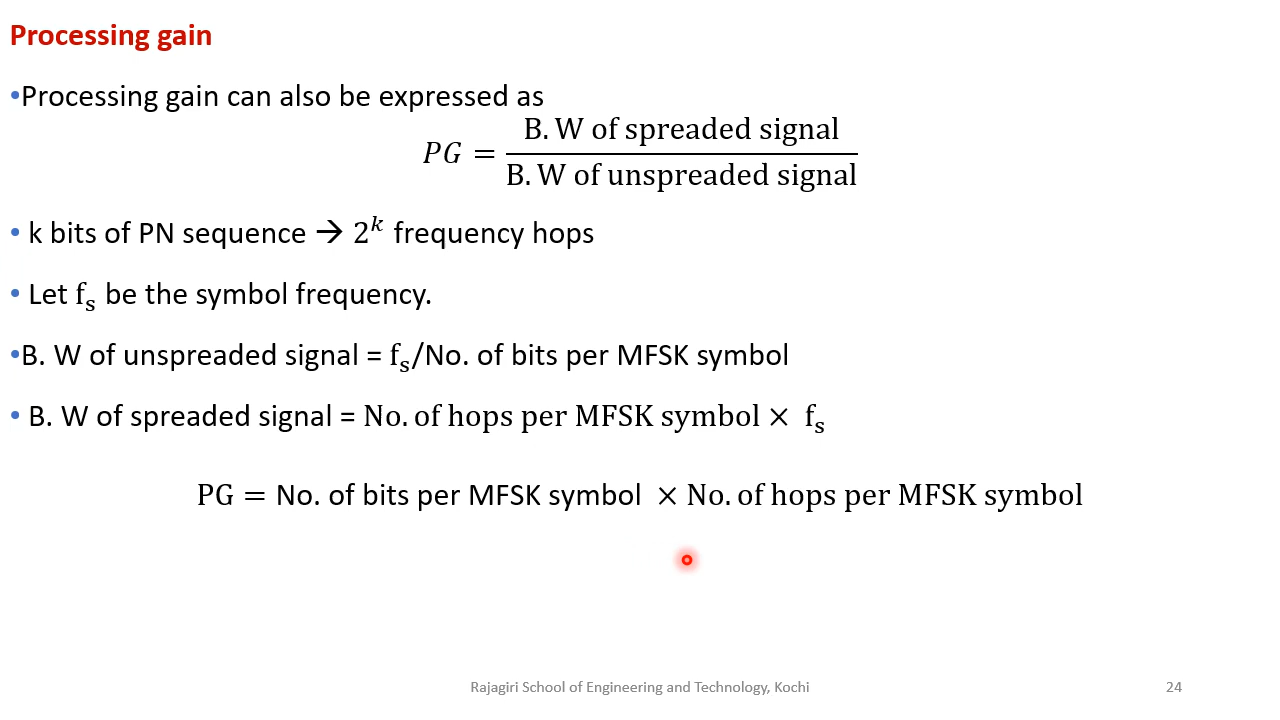 Processing gain
•Processing gain can also be expressed as
PG = B. W of spreaded signal / B. W of unspreaded signal
• k bits of PN sequence → 2^k frequency hops
• Let f_s be the symbol frequency.
•B. W of unspreaded signal = f_s/No. of bits per MFSK symbol
• B. W of spreaded signal = No. of hops per MFSK symbol × f_s
PG = No. of bits per MFSK symbol × No. of hops per MFSK symbol
Rajagiri School of Engineering and Technology, Kochi
24